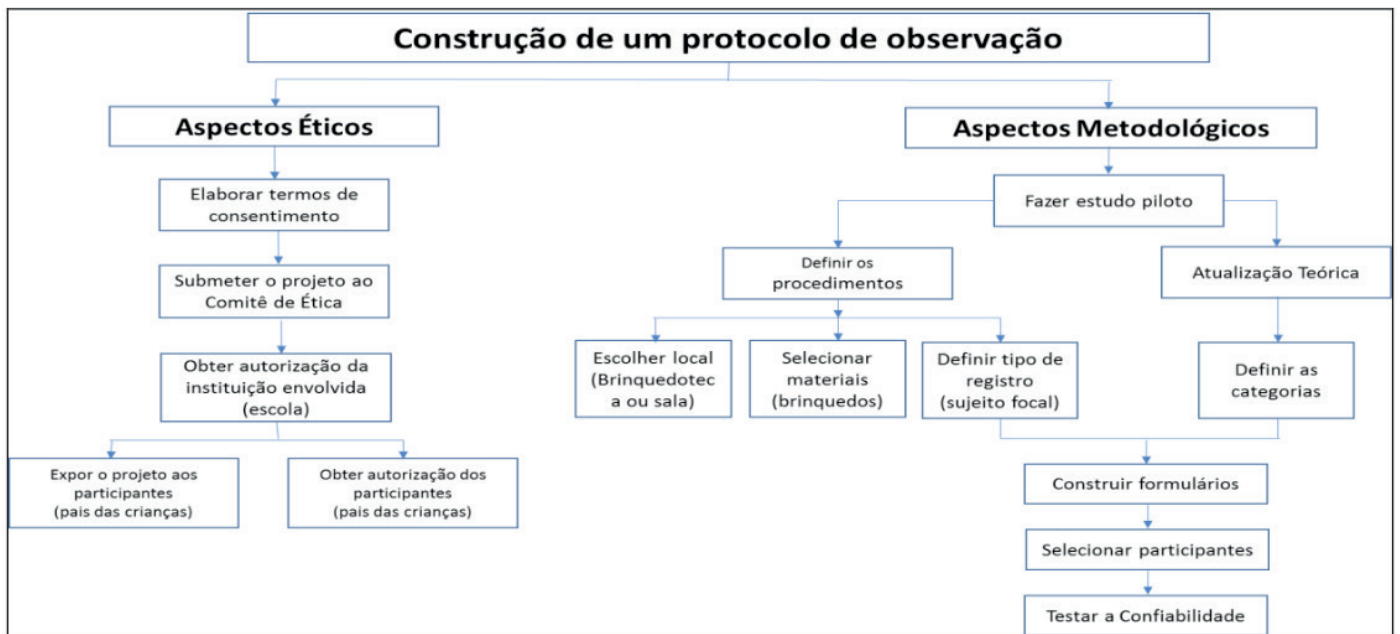 Construção de um protocolo de observação
Aspectos Éticos
Elaborar termos de
consentimento
Submeter o projeto ao
Comitê de Ética
Obter autorização da
instituição envolvida
(escola)
Expor o projeto aos
participantes
(pais das crianças)
Obter autorização dos
participantes
(pais das crianças)
Aspectos Metodológicos
Fazer estudo piloto
Definir os
procedimentos
Atualização Teórica
Escolher local
(Brinquedotec
a ou sala)
Selecionar
materiais
(brinquedos)
Definir tipo de
registro
(sujeito focal)
Definir as
categorias
Construir formulários
Selecionar participantes
Testar a Confiabilidade